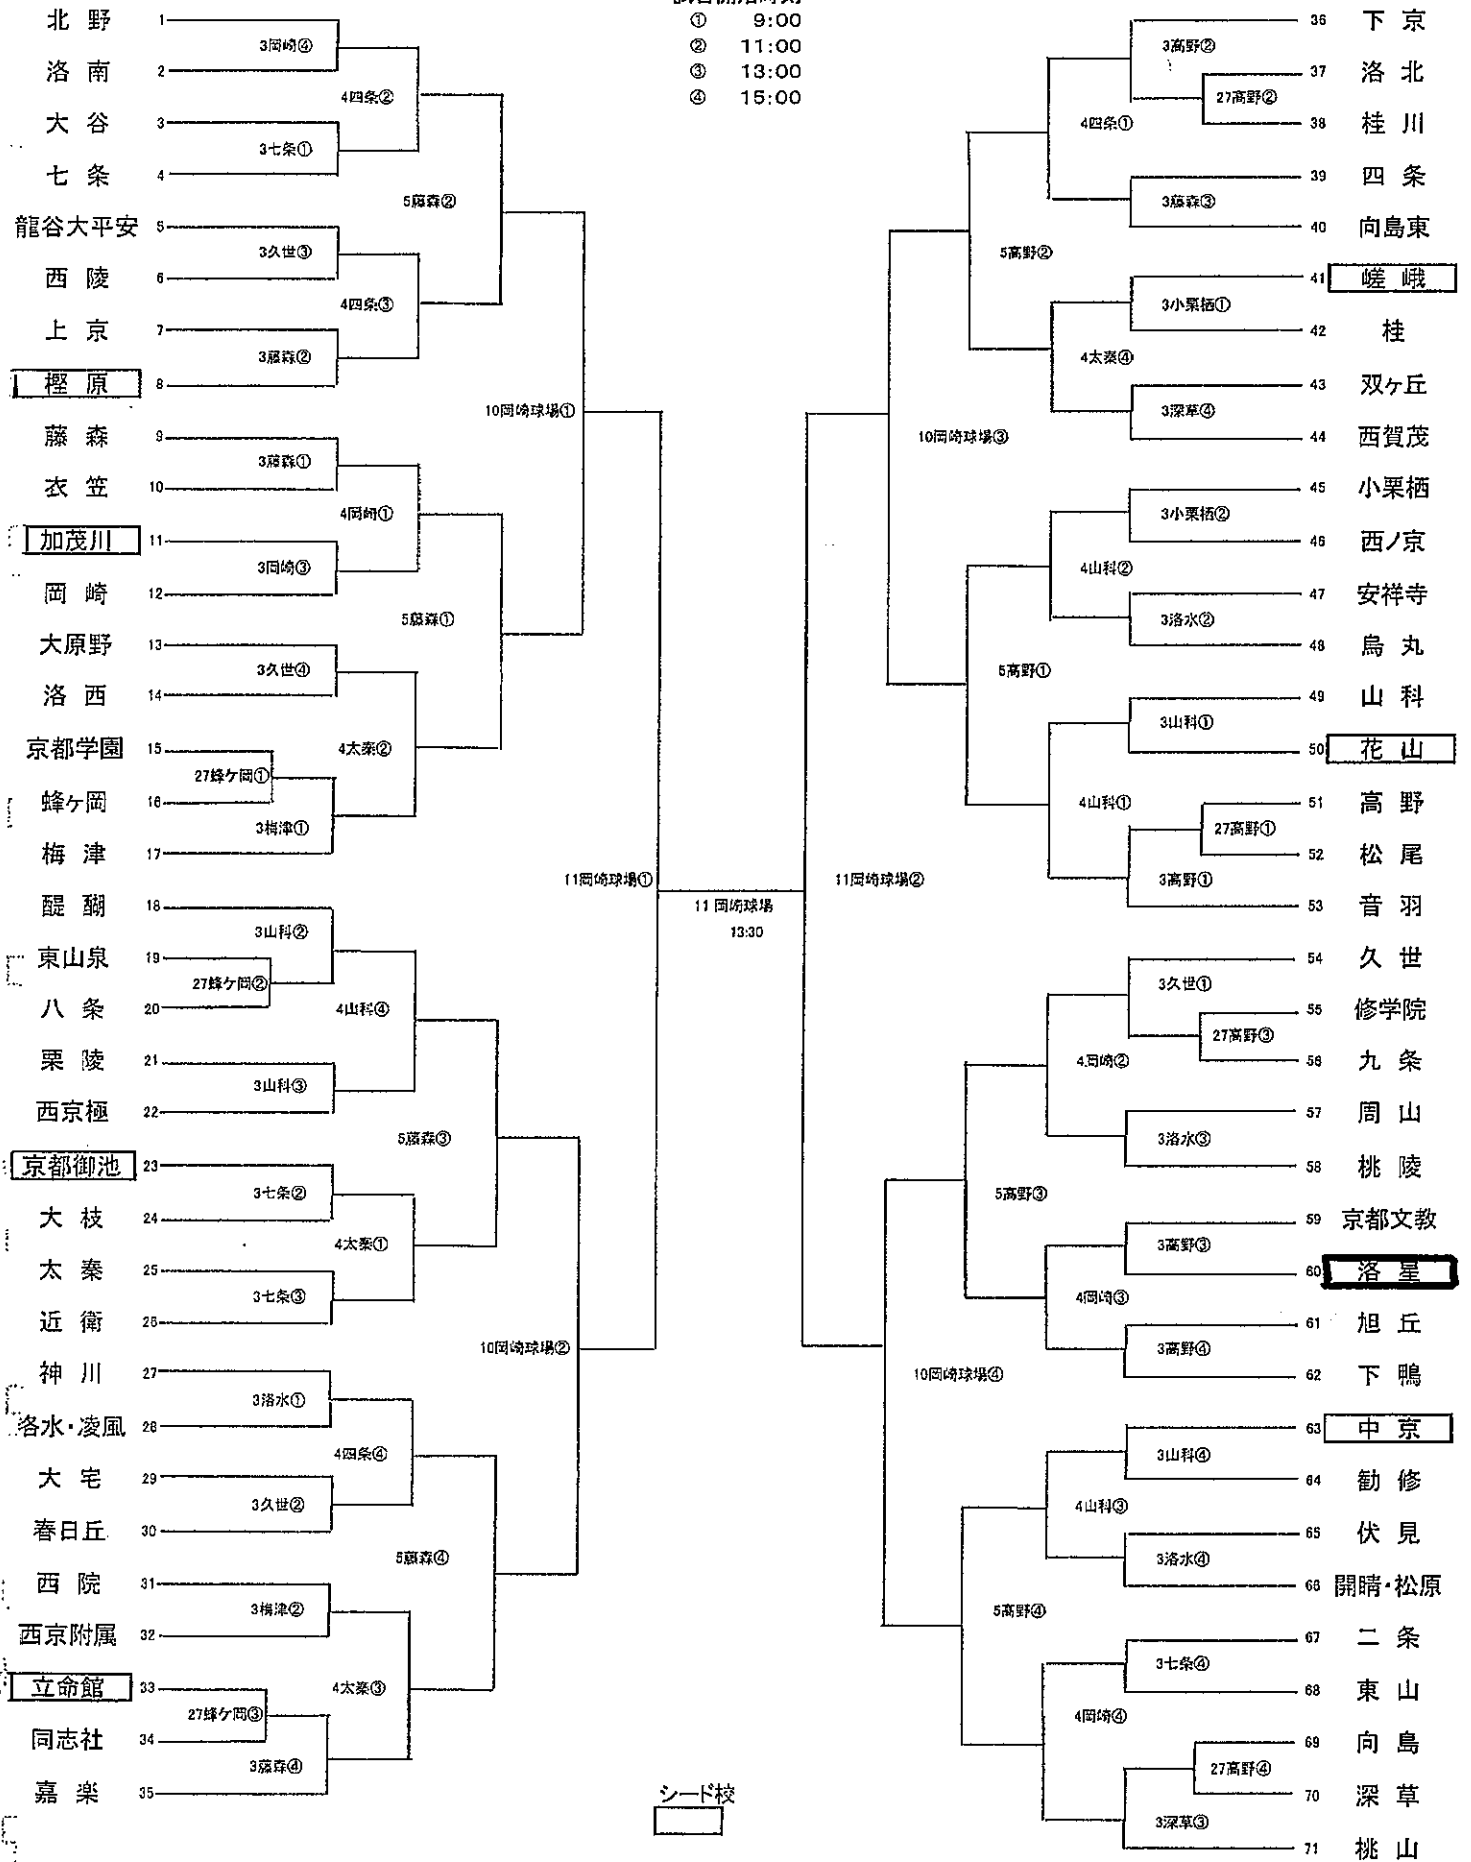 ① 9:00
② 11:00
③ 13:00
④ 15:00
北野 1
3岡崎④
洛南 2
4四条②
大谷 3
3七条①
七条 4
5藤森②
龍谷大平安 5
3久世③
西陵 6
4四条③
上京 7
3藤森②
樫原 8
10岡崎球場①
藤森 9
3藤森①
衣笠 10
4岡崎①
加茂川 11
3岡崎③
岡崎 12
5藤森①
大原野 13
3久世④
洛西 14
京都学園 15
4太秦②
27蜂ケ岡①
蜂ヶ岡 16
3梅津①
梅津 17
11岡崎球場①
醍醐 18
3山科②
東山泉 19
27蜂ケ岡②
八条 20
4山科④
栗陵 21
3山科③
西京極 22
5藤森③
京都御池 23
3七条②
大枝 24
4太秦①
太秦 25
3七条③
近衛 26
10岡崎球場②
神川 27
3洛水①
洛水・凌風 28
4四条④
大宅 29
3久世②
春日丘 30
5藤森④
西院 31
3梅津②
西京附属 32
立命館 33
4太秦③
27蜂ケ岡③
同志社 34
3藤森④
嘉楽 35
11 岡崎球場
13:30
36 下京
3高野②
37 洛北
27高野②
38 桂川
4四条①
39 四条
3藤森③
40 向島東
5高野②
41 嵯峨
3小栗栖①
42 桂
4太秦④
43 双ヶ丘
3深草④
44 西賀茂
10岡崎球場③
45 小栗栖
3小栗栖②
46 西ノ京
4山科②
47 安祥寺
3洛水②
48 烏丸
5高野①
49 山科
3山科①
50 花山
4山科①
51 高野
27高野①
52 松尾
3高野①
53 音羽
11岡崎球場②
54 久世
3久世①
55 修学院
27高野③
56 九条
4岡崎②
57 周山
3洛水③
58 桃陵
5高野③
59 京都文教
3高野③
60 洛星
4岡崎③
61 旭丘
3高野④
62 下鴨
10岡崎球場④
63 中京
3山科④
64 勧修
4山科③
65 伏見
3洛水④
66 開晴・松原
5高野④
67 二条
3七条④
68 東山
4岡崎④
69 向島
27高野④
70 深草
3深草③
71 桃山
シード校